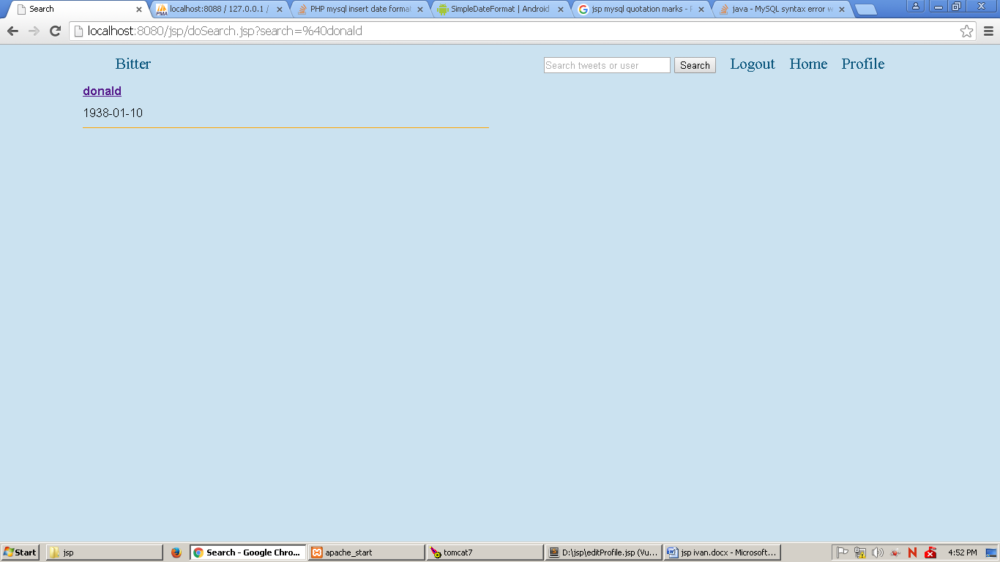 Search
localhost:8088 / 127.0.0.1 /
PHP mysql insert date format
SimpleDateFormat | Android
jsp mysql quotation marks - P
java - MySQL syntax error w
localhost:8080/jsp/doSearch.jsp?search=%40donald
Bitter
Search tweets or user
Search
Logout
Home
Profile
donald
1938-01-10
Start
jsp
Search - Google Chro...
apache_start
tomcat7
D:\jsp\editProfile.jsp (Vu...
jsp ivan.docx - Microsoft...
4:52 PM